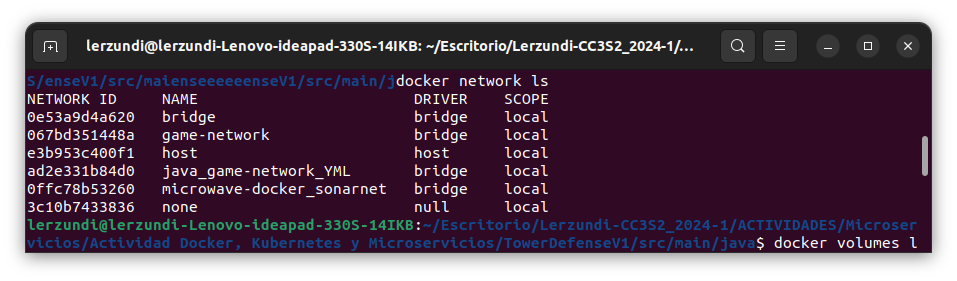 lerzundi@lerzundi-Lenovo-ideapad-330S-14IKB: ~/Escritorio/Lerzundi-CC3S2_2024-1/...
S/enseV1/src/maienseeeeeenseV1/src/main/jdocker network ls
NETWORK ID     NAME                        DRIVER    SCOPE
0e53a9d4a620   bridge                      bridge    local
067bd351448a   game-network                bridge    local
e3b953c400f1   host                        host      local
ad2e331b84d0   java_game-network_YML       bridge    local
0ffc78b53260   microwave-docker_sonarnet   bridge    local
3c10b7433836   none                        null      local
lerzundi@lerzundi-Lenovo-ideapad-330S-14IKB:~/Escritorio/Lerzundi-CC3S2_2024-1/ACTIVIDADES/Microser
vicios/Actividad Docker, Kubernetes y Microservicios/TowerDefenseV1/src/main/java$ docker volumes l